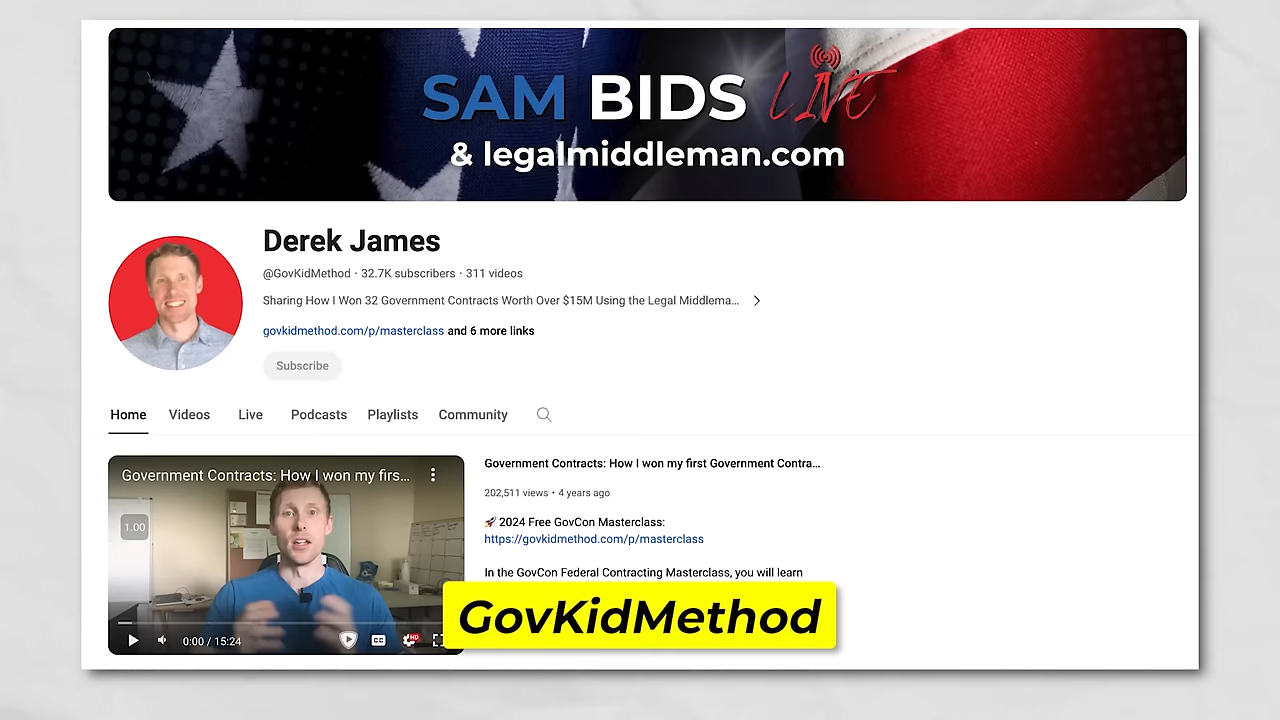 SAM BIDS LIVE
& legalmiddleman.com
Derek James
@GovKidMethod · 32.7K subscribers · 311 videos
Sharing How I Won 32 Government Contracts Worth Over $15M Using the Legal Middlema...
govkidmethod.com/p/masterclass and 6 more links
Subscribe
Home Videos Live Podcasts Playlists Community
Government Contracts: How I won my firs...
1.00
0:00 / 15:24
CC
HD
Government Contracts: How I won my first Government Contra...
202,511 views • 4 years ago
🚀 2024 Free GovCon Masterclass:
https://govkidmethod.com/p/masterclass
In the GovCon Federal Contracting Masterclass, you will learn
GovKidMethod